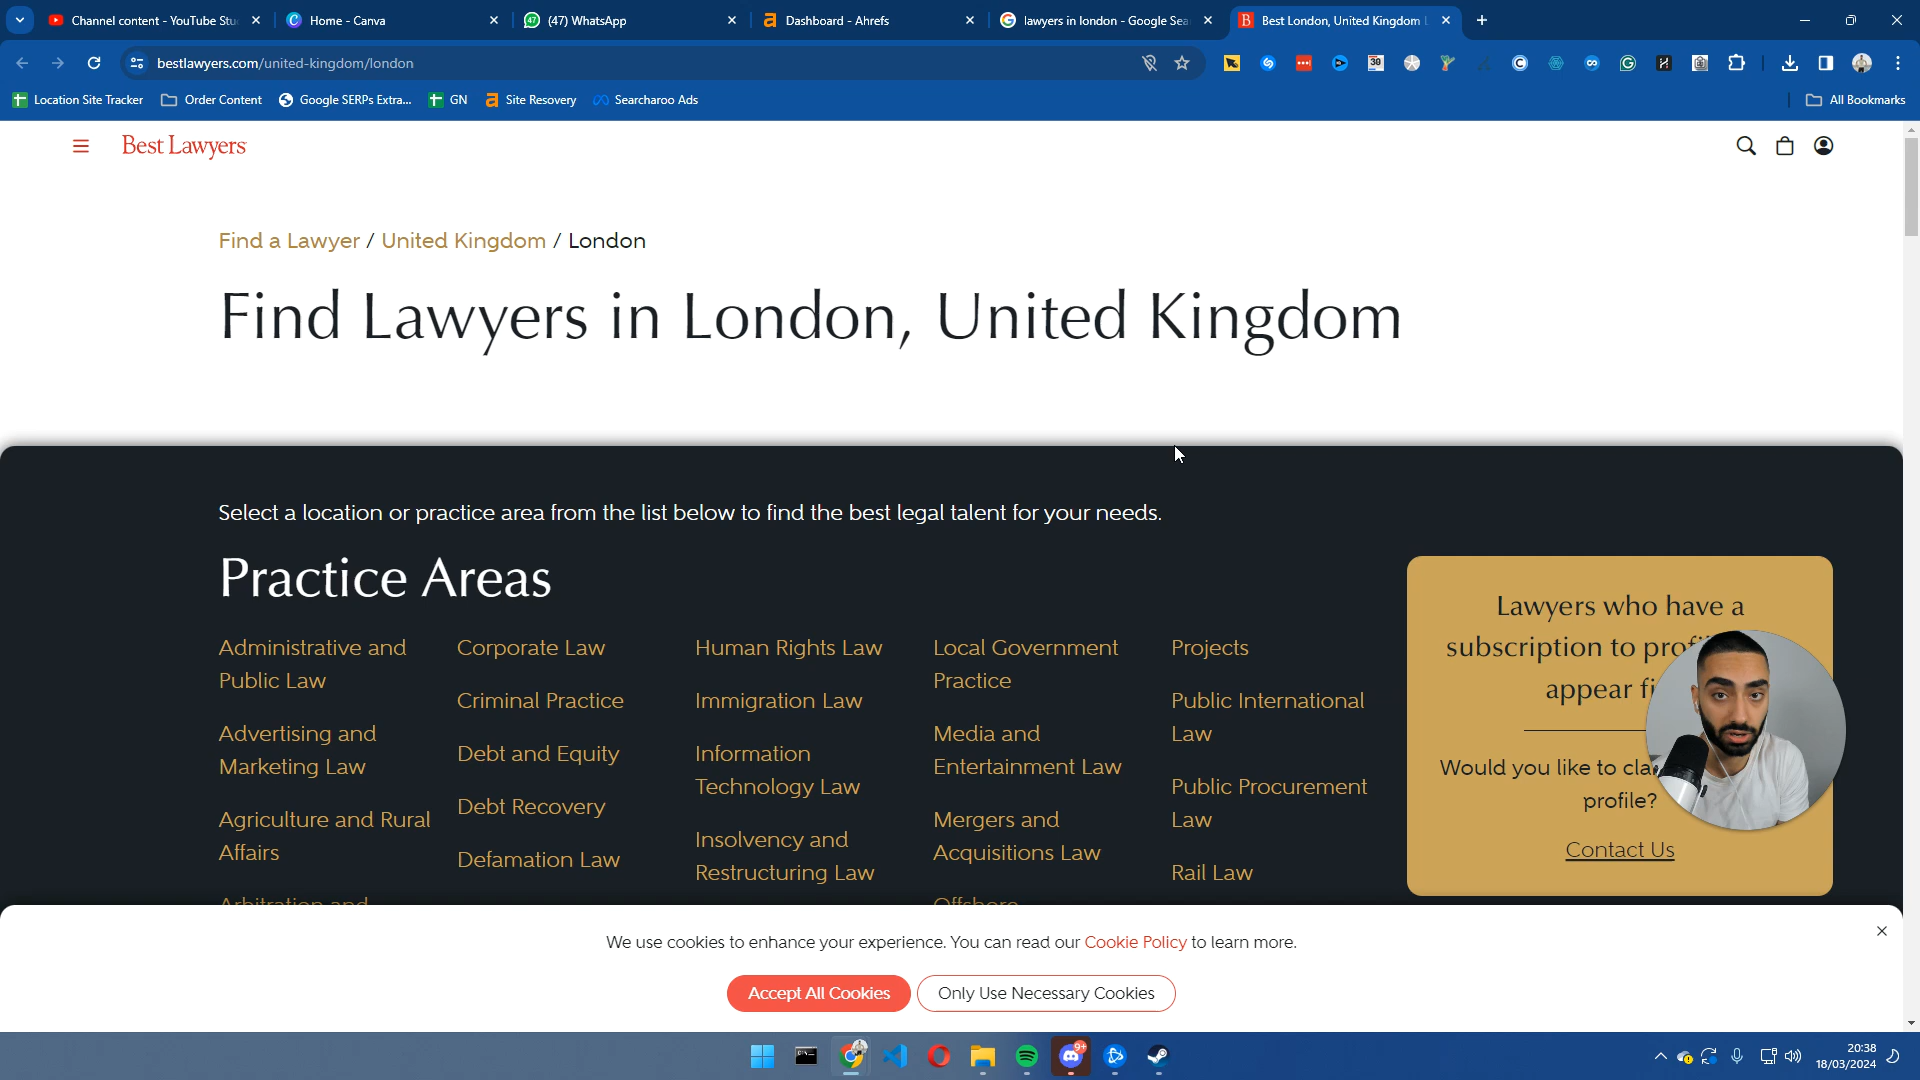 Channel content - YouTube Stu
Home - Canva
(47) WhatsApp
Dashboard - Ahrefs
lawyers in london - Google Sea
Best London, United Kingdom L
bestlawyers.com/united-kingdom/london
Location Site Tracker
Order Content
Google SERPs Extra...
GN
Site Recovery
Searcharoo Ads
All Bookmarks
Best Lawyers
Find a Lawyer / United Kingdom / London
Find Lawyers in London, United Kingdom
Select a location or practice area from the list below to find the best legal talent for your needs.
Practice Areas
Administrative and
Public Law
Advertising and
Marketing Law
Agriculture and Rural
Affairs
Arbitration and
Corporate Law
Criminal Practice
Debt and Equity
Debt Recovery
Defamation Law
Human Rights Law
Immigration Law
Information
Technology Law
Insolvency and
Restructuring Law
Local Government
Practice
Media and
Entertainment Law
Mergers and
Acquisitions Law
Offshore
Projects
Public International
Law
Public Procurement
Law
Rail Law
Lawyers who have a
subscription to
appear
Would you like to
profile?
Contact Us
We use cookies to enhance your experience. You can read our Cookie Policy to learn more.
Accept All Cookies
Only Use Necessary Cookies
9+
20:38
18/03/2024